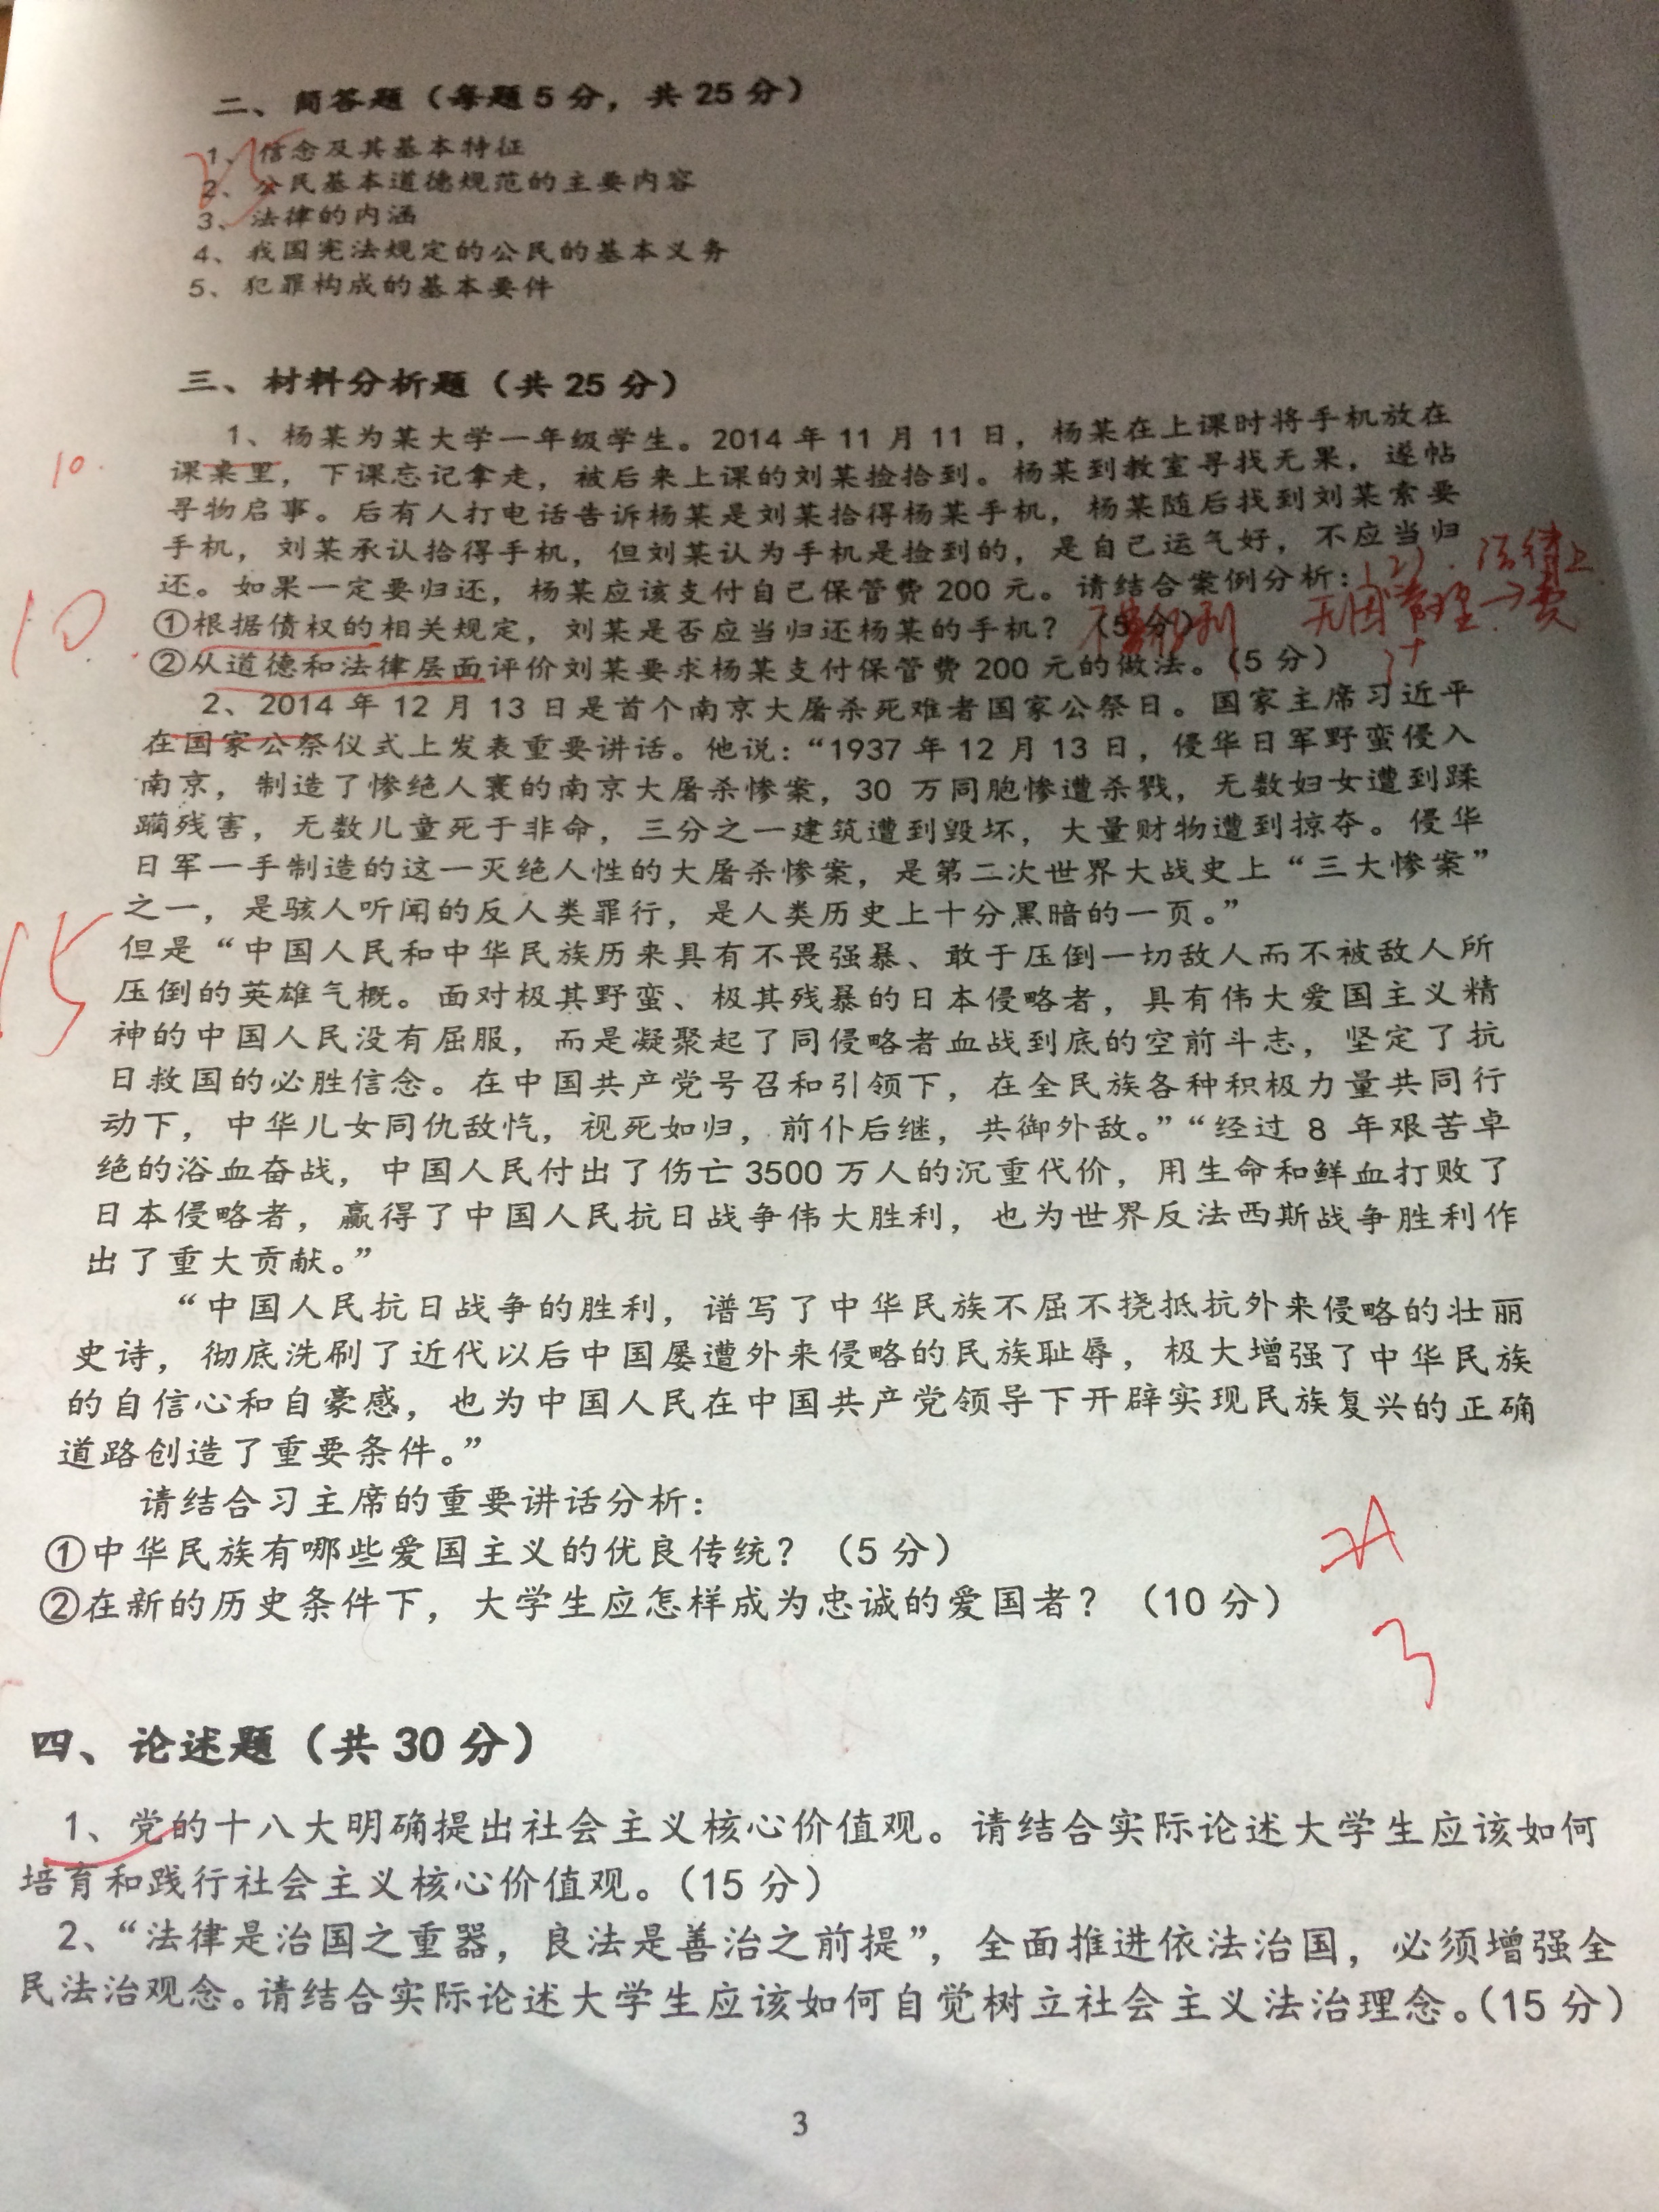 二、简答题（每题5分，共25分）
1、信念及其基本特征
2、公民基本道德规范的主要内容
3、法律的内涵
4、我国宪法规定的公民的基本义务
5、犯罪构成的基本要件
三、材料分析题（共25分）
1、杨某为某大学一年级学生。2014年11月11日，杨某在上课时将手机放在
10.
课桌里，下课忘记拿走，被后来上课的刘某捡拾到。杨某到教室寻找无果，遂帖
寻物启事。后有人打电话告诉杨某是刘某拾得杨某手机，杨某随后找到刘某索要
手机，刘某承认拾得手机，但刘某认为手机是捡到的，是自己运气好，不应当归
还。如果一定要归还，杨某应该支付自己保管费200元。请结合案例分析：
(2).法律上
10
①根据债权的相关规定，刘某是否应当归还杨某的手机？（5分）
不当得利
无因管理→费
②从道德和法律层面评价刘某要求杨某支付保管费200元的做法。（5分）
2、2014年12月13日是首个南京大屠杀死难者国家公祭日。国家主席习近平
在国家公祭仪式上发表重要讲话。他说：“1937年12月13日，侵华日军野蛮侵入
南京，制造了惨绝人寰的南京大屠杀惨案，30万同胞惨遭杀戮，无数妇女遭到蹂
躏残害，无数儿童死于非命，三分之一建筑遭到毁坏，大量财物遭到掠夺。侵华
日军一手制造的这一灭绝人性的大屠杀惨案，是第二次世界大战史上“三大惨案”
之一，是骇人听闻的反人类罪行，是人类历史上十分黑暗的一页。”
15
但是“中国人民和中华民族历来具有不畏强暴、敢于压倒一切敌人而不被敌人所
压倒的英雄气概。面对极其野蛮、极其残暴的日本侵略者，具有伟大爱国主义精
神的中国人民没有屈服，而是凝聚起了同侵略者血战到底的空前斗志，坚定了抗
日救国的必胜信念。在中国共产党号召和引领下，在全民族各种积极力量共同行
动下，中华儿女同仇敌忾，视死如归，前仆后继，共御外敌。”“经过8年艰苦卓
绝的浴血奋战，中国人民付出了伤亡3500万人的沉重代价，用生命和鲜血打败了
日本侵略者，赢得了中国人民抗日战争伟大胜利，也为世界反法西斯战争胜利作
出了重大贡献。”
“中国人民抗日战争的胜利，谱写了中华民族不屈不挠抵抗外来侵略的壮丽
史诗，彻底洗刷了近代以后中国屡遭外来侵略的民族耻辱，极大增强了中华民族
的自信心和自豪感，也为中国人民在中国共产党领导下开辟实现民族复兴的正确
道路创造了重要条件。”
请结合习主席的重要讲话分析：
①中华民族有哪些爱国主义的优良传统？（5分）
②在新的历史条件下，大学生应怎样成为忠诚的爱国者？（10分）
四、论述题（共30分）
1、党的十八大明确提出社会主义核心价值观。请结合实际论述大学生应该如何
培育和践行社会主义核心价值观。（15分）
2、“法律是治国之重器，良法是善治之前提”，全面推进依法治国，必须增强全
民法治观念。请结合实际论述大学生应该如何自觉树立社会主义法治理念。（15分）
3